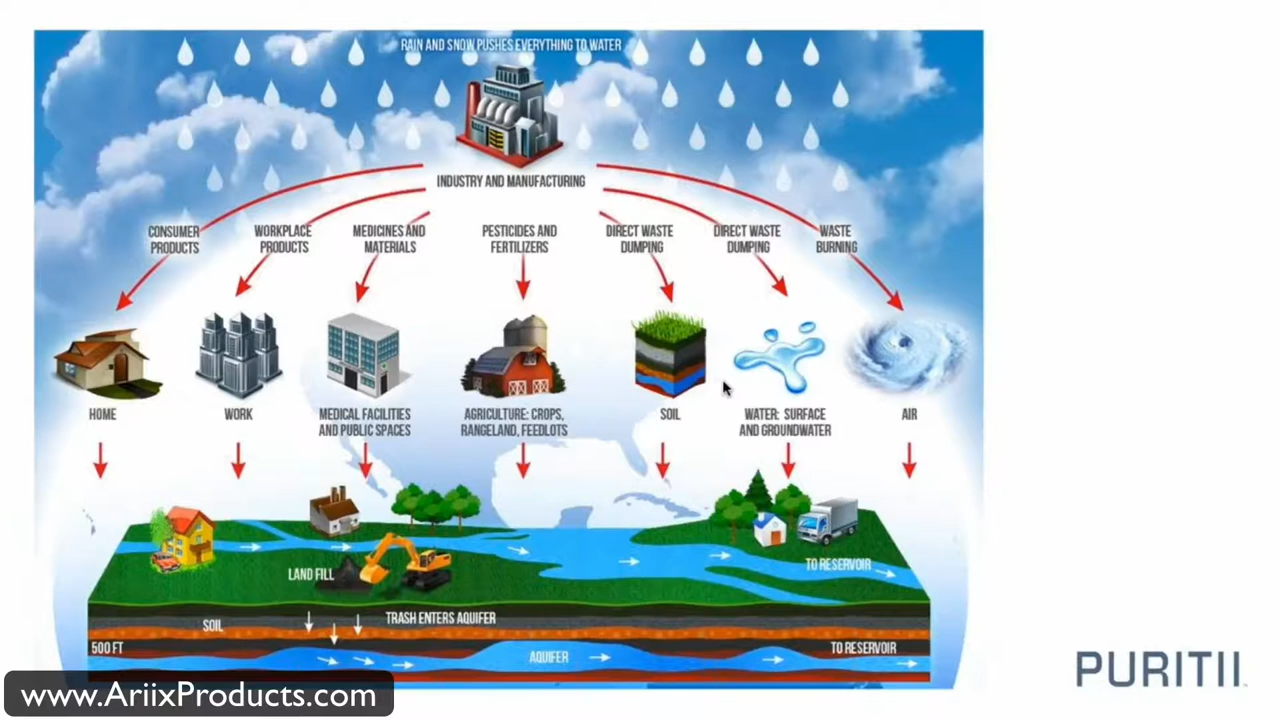 RAIN AND SNOW PUSHES EVERYTHING TO WATER
INDUSTRY AND MANUFACTURING
CONSUMER
PRODUCTS
WORKPLACE
PRODUCTS
MEDICINES AND
MATERIALS
PESTICIDES AND
FERTILIZERS
DIRECT WASTE
DUMPING
DIRECT WASTE
DUMPING
WASTE
BURNING
HOME
WORK
MEDICAL FACILITIES
AND PUBLIC SPACES
AGRICULTURE: CROPS,
RANGELAND, FEEDLOTS
SOIL
WATER: SURFACE
AND GROUNDWATER
AIR
LAND FILL
TO RESERVOIR
SOIL
TRASH ENTERS AQUIFER
500 FT
AQUIFER
TO RESERVOIR
www.AriixProducts.com
PURITII